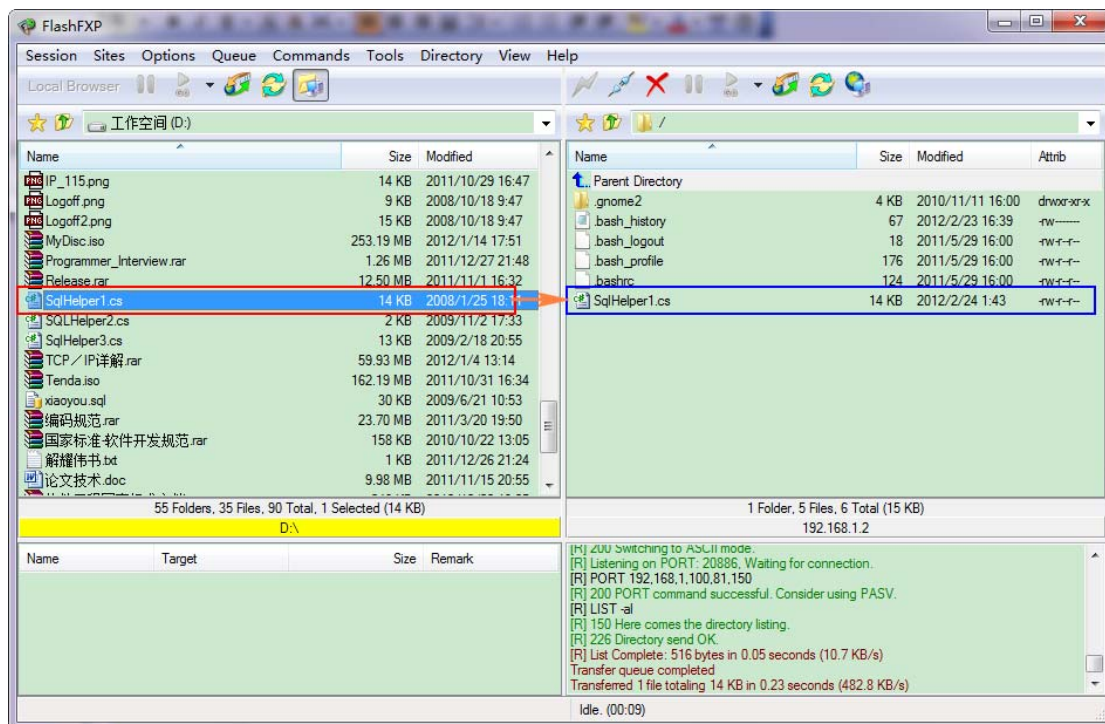 FlashFXP
Session Sites Options Queue Commands Tools Directory View Help
Local Browser
工作空间 (D:)
Name Size Modified
IP_115.png 14 KB 2011/10/29 16:47
Logoff.png 9 KB 2008/10/18 9:47
Logoff2.png 15 KB 2008/10/18 9:47
MyDisc.iso 253.19 MB 2012/1/14 17:51
Programmer_Interview.rar 1.26 MB 2011/12/27 21:48
Release.rar 12.50 MB 2011/11/1 16:32
SqlHelper1.cs 14 KB 2008/1/25
SQLHelper2.cs 2 KB 2009/11/2 17:33
SqlHelper3.cs 13 KB 2009/2/18 20:55
TCP／IP详解.rar 59.93 MB 2012/1/4 13:14
Tenda.iso 162.19 MB 2011/10/31 16:34
xiaoyou.sql 30 KB 2009/6/21 10:53
编码规范.rar 23.70 MB 2011/3/20 19:50
国家标准-软件开发规范.rar 158 KB 2010/10/22 13:05
解耀伟书.txt 1 KB 2011/12/26 21:24
论文技术.doc 9.98 MB 2011/11/15 20:55
55 Folders, 35 Files, 90 Total, 1 Selected (14 KB)
D:\
Name Target Size Remark
/
Name Size Modified Attrib
Parent Directory
.gnome2 4 KB 2010/11/11 16:00 drwxr-xr-x
.bash_history 67 2012/2/23 16:39 -rw-------
.bash_logout 18 2011/5/29 16:00 -rw-r--r--
.bash_profile 176 2011/5/29 16:00 -rw-r--r--
.bashrc 124 2011/5/29 16:00 -rw-r--r--
SqlHelper1.cs 14 KB 2012/2/24 1:43 -rw-r--r--
1 Folder, 5 Files, 6 Total (15 KB)
192.168.1.2
[R] 200 Switching to ASCII mode.
[R] Listening on PORT: 20886, Waiting for connection.
[R] PORT 192,168,1,100,81,150
[R] 200 PORT command successful. Consider using PASV.
[R] LIST -al
[R] 150 Here comes the directory listing.
[R] 226 Directory send OK.
[R] List Complete: 516 bytes in 0.05 seconds (10.7 KB/s)
Transfer queue completed
Transferred 1 file totaling 14 KB in 0.23 seconds (482.8 KB/s)
Idle. (00:09)